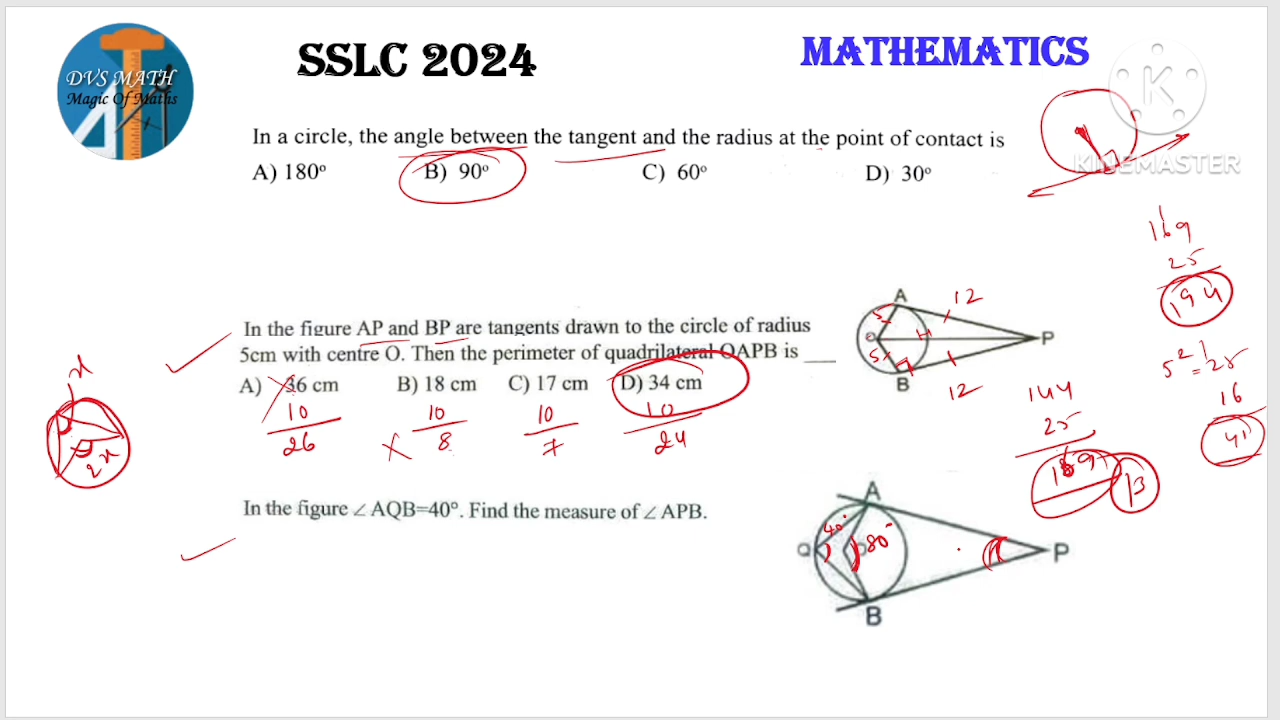 SSLC 2024
MATHEMATICS
DVS MATH
Magic Of Maths
K
KINEMASTER
In a circle, the angle between the tangent and the radius at the point of contact is
A) 180° B) 90° C) 60° D) 30°
169
25
194
In the figure AP and BP are tangents drawn to the circle of radius
5cm with centre O. Then the perimeter of quadrilateral OAPB is ___
A) 36 cm B) 18 cm C) 17 cm D) 34 cm
10 10 10 10
26 8 7 24
A
12
5
O
P
5
B
12
5² = 25
16
41
144
25
169
13
x
2x
In the figure ∠AQB=40°. Find the measure of ∠APB.
A
40°
Q
80°
P
B